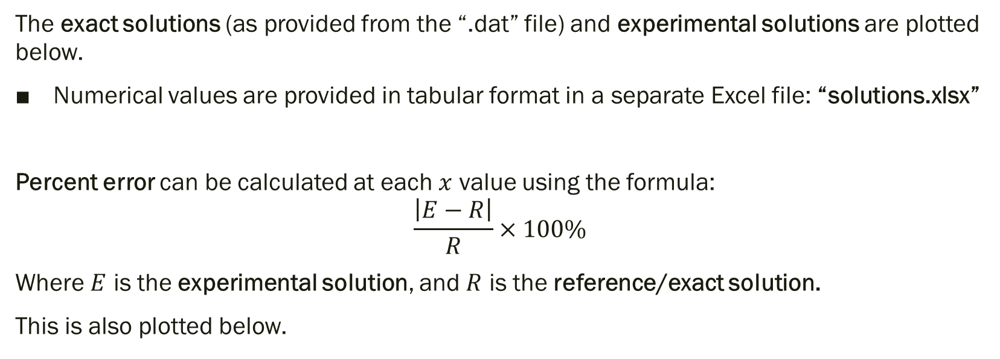 The exact solutions (as provided from the “.dat” file) and experimental solutions are plotted
below.
■ Numerical values are provided in tabular format in a separate Excel file: “solutions.xlsx”
Percent error can be calculated at each x value using the formula:
|E − R|
R
× 100%
Where E is the experimental solution, and R is the reference/exact solution.
This is also plotted below.